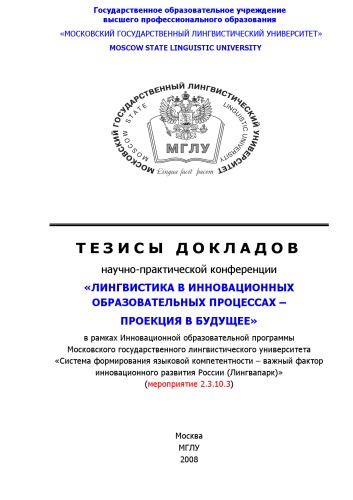 Государственное образовательное учреждение
высшего профессионального образования
«МОСКОВСКИЙ ГОСУДАРСТВЕННЫЙ ЛИНГВИСТИЧЕСКИЙ УНИВЕРСИТЕТ»
MOSCOW STATE LINGUISTIC UNIVERSITY
МОСКОВСКИЙ ГОСУДАРСТВЕННЫЙ ЛИНГВИСТИЧЕСКИЙ УНИВЕРСИТЕТ
MOSCOW STATE LINGUISTIC UNIVERSITY
МГЛУ
Lingua facit pacem
ТЕЗИСЫ ДОКЛАДОВ
научно-практической конференции
«ЛИНГВИСТИКА В ИННОВАЦИОННЫХ
ОБРАЗОВАТЕЛЬНЫХ ПРОЦЕССАХ –
ПРОЕКЦИЯ В БУДУЩЕЕ»
в рамках Инновационной образовательной программы
Московского государственного лингвистического университета
«Система формирования языковой компетентности – важный фактор
инновационного развития России (Лингвапарк)»
(мероприятие 2.3.10.3)
Москва
МГЛУ
2008